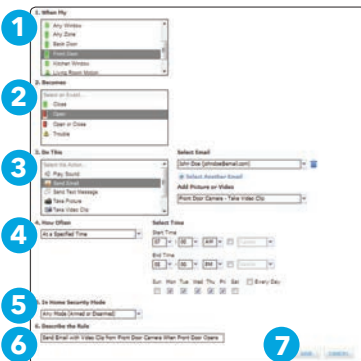 1
1. When My
Any Window
Any Zone
Back Door
Front Door
Kitchen Window
Living Room Motion
2
2. Becomes
Select an Event...
Close
Open
Open or Close
Trouble
3
3. Do This
Select the Action...
Play Sound
Send Email
Send Text Message
Take Picture
Take Video Clip
Select Email
John Doe (johndoe@email.com)
Select Another Email
Add Picture or Video
Front Door Camera - Take Video Clip
4
4. How Often
At a Specified Time
Select Time
Start Time
07 : 00 AM
End Time
Sun Mon Tue Wed Thu Fri Sat Every Day
5
5. In Home Security Mode
Any Mode (Armed or Disarmed)
6
6. Describe the Rule
Send Email with Video Clip from Front Door Camera When Front Door Opens
7
CANCEL